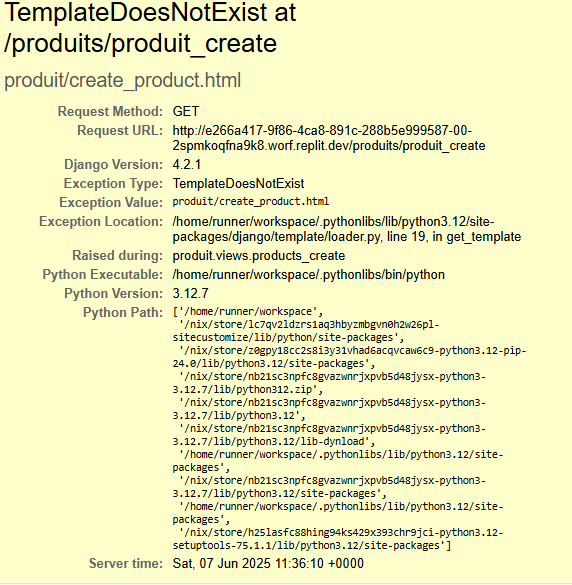 TemplateDoesNotExist at
/produits/produit_create
produit/create_product.html
Request Method: GET
Request URL: http://e266a417-9f86-4ca8-891c-288b5e999587-00-
2spmkoqfna9k8.worf.replit.dev/produits/produit_create
Django Version: 4.2.1
Exception Type: TemplateDoesNotExist
Exception Value: produit/create_product.html
Exception Location: /home/runner/workspace/.pythonlibs/lib/python3.12/site-
packages/django/template/loader.py, line 19, in get_template
Raised during: produit.views.products_create
Python Executable: /home/runner/workspace/.pythonlibs/bin/python
Python Version: 3.12.7
Python Path: ['/home/runner/workspace',
'/nix/store/lc7qv2ldzrs1aq3hbyzmbgvn0h2w26pl-
sitecustomize/lib/python/site-packages',
'/nix/store/z0gpy18cc2s8i3y31vhad6acqvcaw6c9-python3.12-pip-
24.0/lib/python3.12/site-packages',
'/nix/store/nb21sc3npfc8gvazwnrjxpvb5d48jysx-python3-
3.12.7/lib/python312.zip',
'/nix/store/nb21sc3npfc8gvazwnrjxpvb5d48jysx-python3-
3.12.7/lib/python3.12',
'/nix/store/nb21sc3npfc8gvazwnrjxpvb5d48jysx-python3-
3.12.7/lib/python3.12/lib-dynload',
'/home/runner/workspace/.pythonlibs/lib/python3.12/site-
packages',
'/nix/store/nb21sc3npfc8gvazwnrjxpvb5d48jysx-python3-
3.12.7/lib/python3.12/site-packages',
'/home/runner/workspace/.pythonlibs/lib/python3.12/site-
packages',
'/nix/store/h25lasfc88hing94ks429x393chr9jci-python3.12-
setuptools-75.1.1/lib/python3.12/site-packages']
Server time: Sat, 07 Jun 2025 11:36:10 +0000